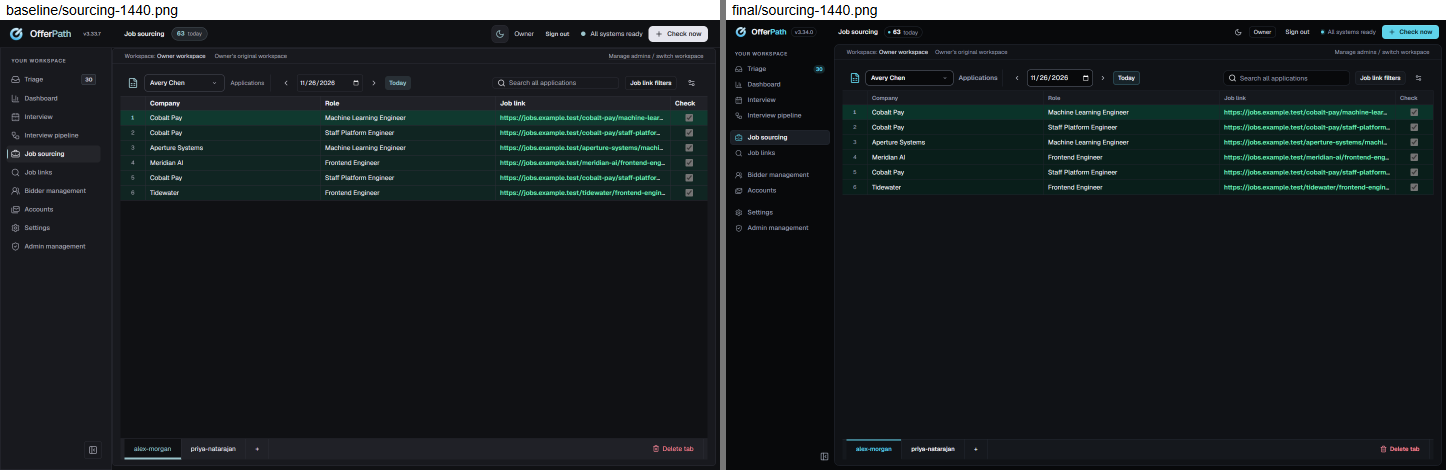 baseline/sourcing-1440.png
OfferPath v3.33.7
Job sourcing 63 today
Owner Sign out All systems ready + Check now
Workspace: Owner workspace Owner's original workspace
Manage admins / switch workspace
YOUR WORKSPACE
Triage 30
Dashboard
Interview
Interview pipeline
Job sourcing
Job links
Bidder management
Accounts
Settings
Admin management
Avery Chen Applications 11/26/2026 Today
Search all applications Job link filters
Company Role Job link Check
1 Cobalt Pay Machine Learning Engineer https://jobs.example.test/cobalt-pay/machine-lear...
2 Cobalt Pay Staff Platform Engineer https://jobs.example.test/cobalt-pay/staff-platfor...
3 Aperture Systems Machine Learning Engineer https://jobs.example.test/aperture-systems/machi...
4 Meridian AI Frontend Engineer https://jobs.example.test/meridian-ai/frontend-eng...
5 Cobalt Pay Staff Platform Engineer https://jobs.example.test/cobalt-pay/staff-platfor...
6 Tidewater Frontend Engineer https://jobs.example.test/tidewater/frontend-engin...
alex-morgan priya-natarajan + Delete tab
final/sourcing-1440.png
OfferPath v3.34.0
Job sourcing 63 today
Owner Sign out All systems ready + Check now
Workspace: Owner workspace Owner's original workspace
Manage admins / switch workspace
YOUR WORKSPACE
Triage 30
Dashboard
Interview
Interview pipeline
Job sourcing
Job links
Bidder management
Accounts
Settings
Admin management
Avery Chen Applications 11/26/2026 Today
Search all applications Job link filters
Company Role Job link Check
1 Cobalt Pay Machine Learning Engineer https://jobs.example.test/cobalt-pay/machine-lear...
2 Cobalt Pay Staff Platform Engineer https://jobs.example.test/cobalt-pay/staff-platform...
3 Aperture Systems Machine Learning Engineer https://jobs.example.test/aperture-systems/machi...
4 Meridian AI Frontend Engineer https://jobs.example.test/meridian-ai/frontend-eng...
5 Cobalt Pay Staff Platform Engineer https://jobs.example.test/cobalt-pay/staff-platform...
6 Tidewater Frontend Engineer https://jobs.example.test/tidewater/frontend-engin...
alex-morgan priya-natarajan + Delete tab